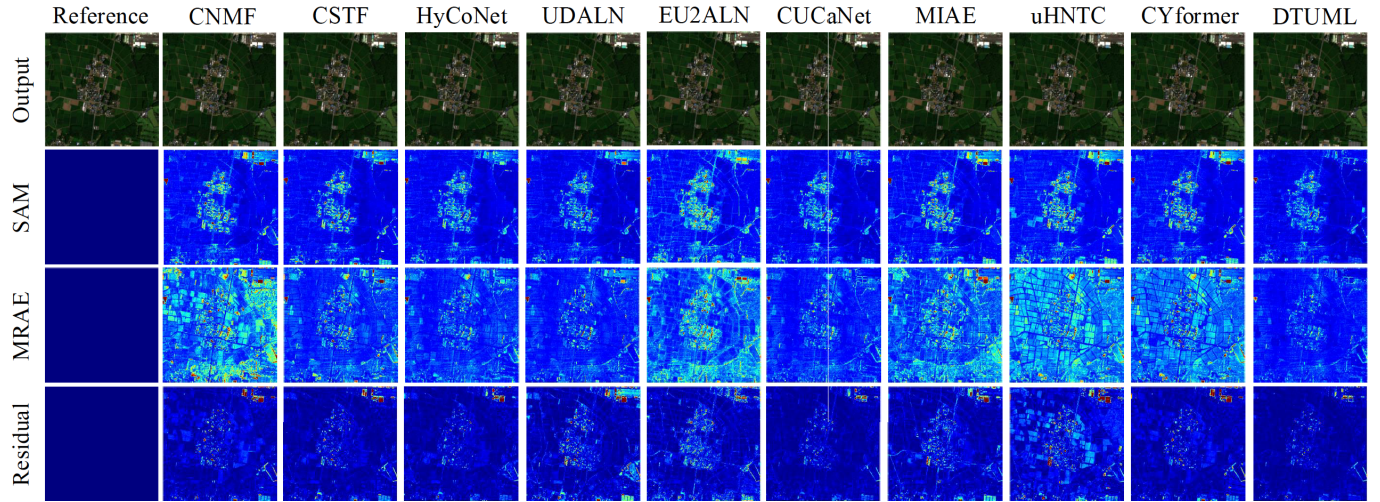 Reference CNMF CSTF HyCoNet UDALN EU2ALN CUCaNet MIAE uHNTC CYformer DTUML
Output
SAM
MRAE
Residual